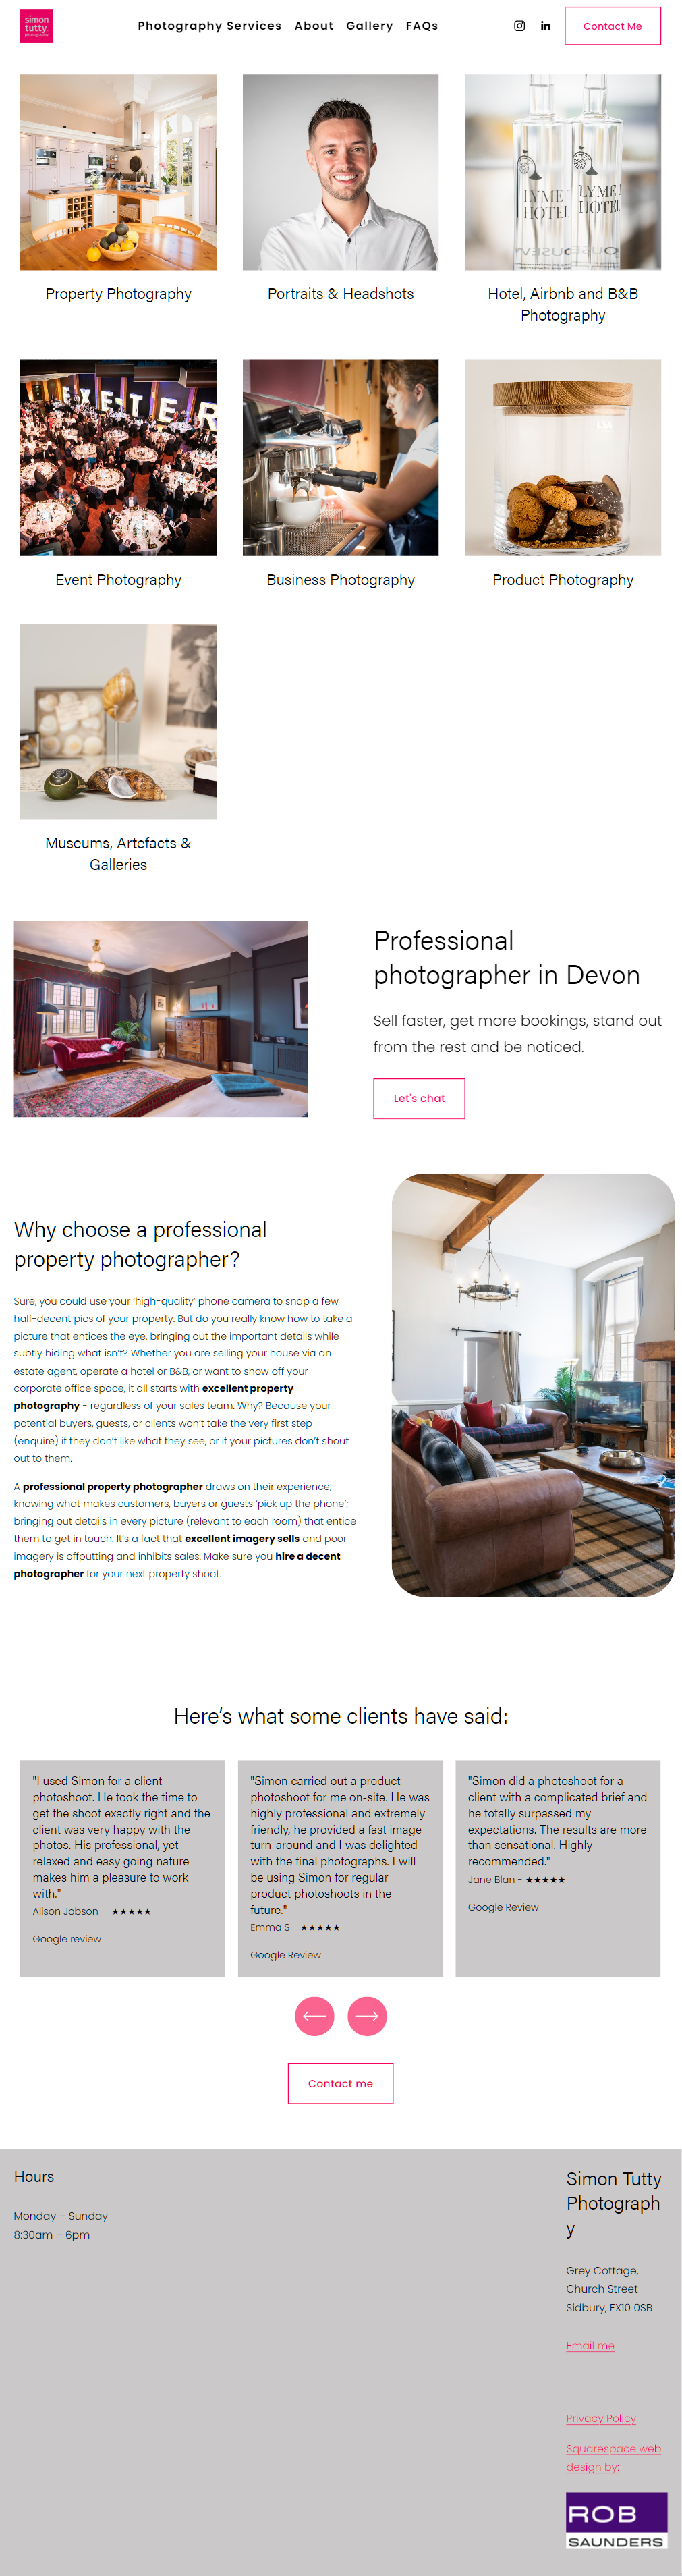 simon
tutty.
photography
Photography Services About Gallery FAQs
Contact Me
LYME
HOTEL
LYME
HOTEL
Property Photography
Portraits & Headshots
Hotel, Airbnb and B&B
Photography
EXETER
Event Photography
Business Photography
Product Photography
Museums, Artefacts &
Galleries
Professional
photographer in Devon
Sell faster, get more bookings, stand out
from the rest and be noticed.
Let's chat
Why choose a professional
property photographer?
Sure, you could use your ‘high-quality’ phone camera to snap a few
half-decent pics of your property. But do you really know how to take a
picture that entices the eye, bringing out the important details while
subtly hiding what isn’t? Whether you are selling your house via an
estate agent, operate a hotel or B&B, or want to show off your
corporate office space, it all starts with excellent property
photography - regardless of your sales team. Why? Because your
potential buyers, guests, or clients won’t take the very first step
(enquire) if they don’t like what they see, or if your pictures don’t shout
out to them.
A professional property photographer draws on their experience,
knowing what makes customers, buyers or guests ‘pick up the phone’;
bringing out details in every picture (relevant to each room) that entice
them to get in touch. It’s a fact that excellent imagery sells and poor
imagery is offputting and inhibits sales. Make sure you hire a decent
photographer for your next property shoot.
Here’s what some clients have said:
"I used Simon for a client
photoshoot. He took the time to
get the shoot exactly right and the
client was very happy with the
photos. His professional, yet
relaxed and easy going nature
makes him a pleasure to work
with."
Alison Jobson - ★★★★★
Google review
"Simon carried out a product
photoshoot for me on-site. He was
highly professional and extremely
friendly, he provided a fast image
turn-around and I was delighted
with the final photographs. I will
be using Simon for regular
product photoshoots in the
future."
Emma S - ★★★★★
Google Review
"Simon did a photoshoot for a
client with a complicated brief and
he totally surpassed my
expectations. The results are more
than sensational. Highly
recommended."
Jane Blan - ★★★★★
Google Review
Contact me
Hours
Monday – Sunday
8:30am – 6pm
Simon Tutty
Photograph
y
Grey Cottage,
Church Street
Sidbury, EX10 0SB
Email me
Privacy Policy
Squarespace web
design by:
ROB
SAUNDERS